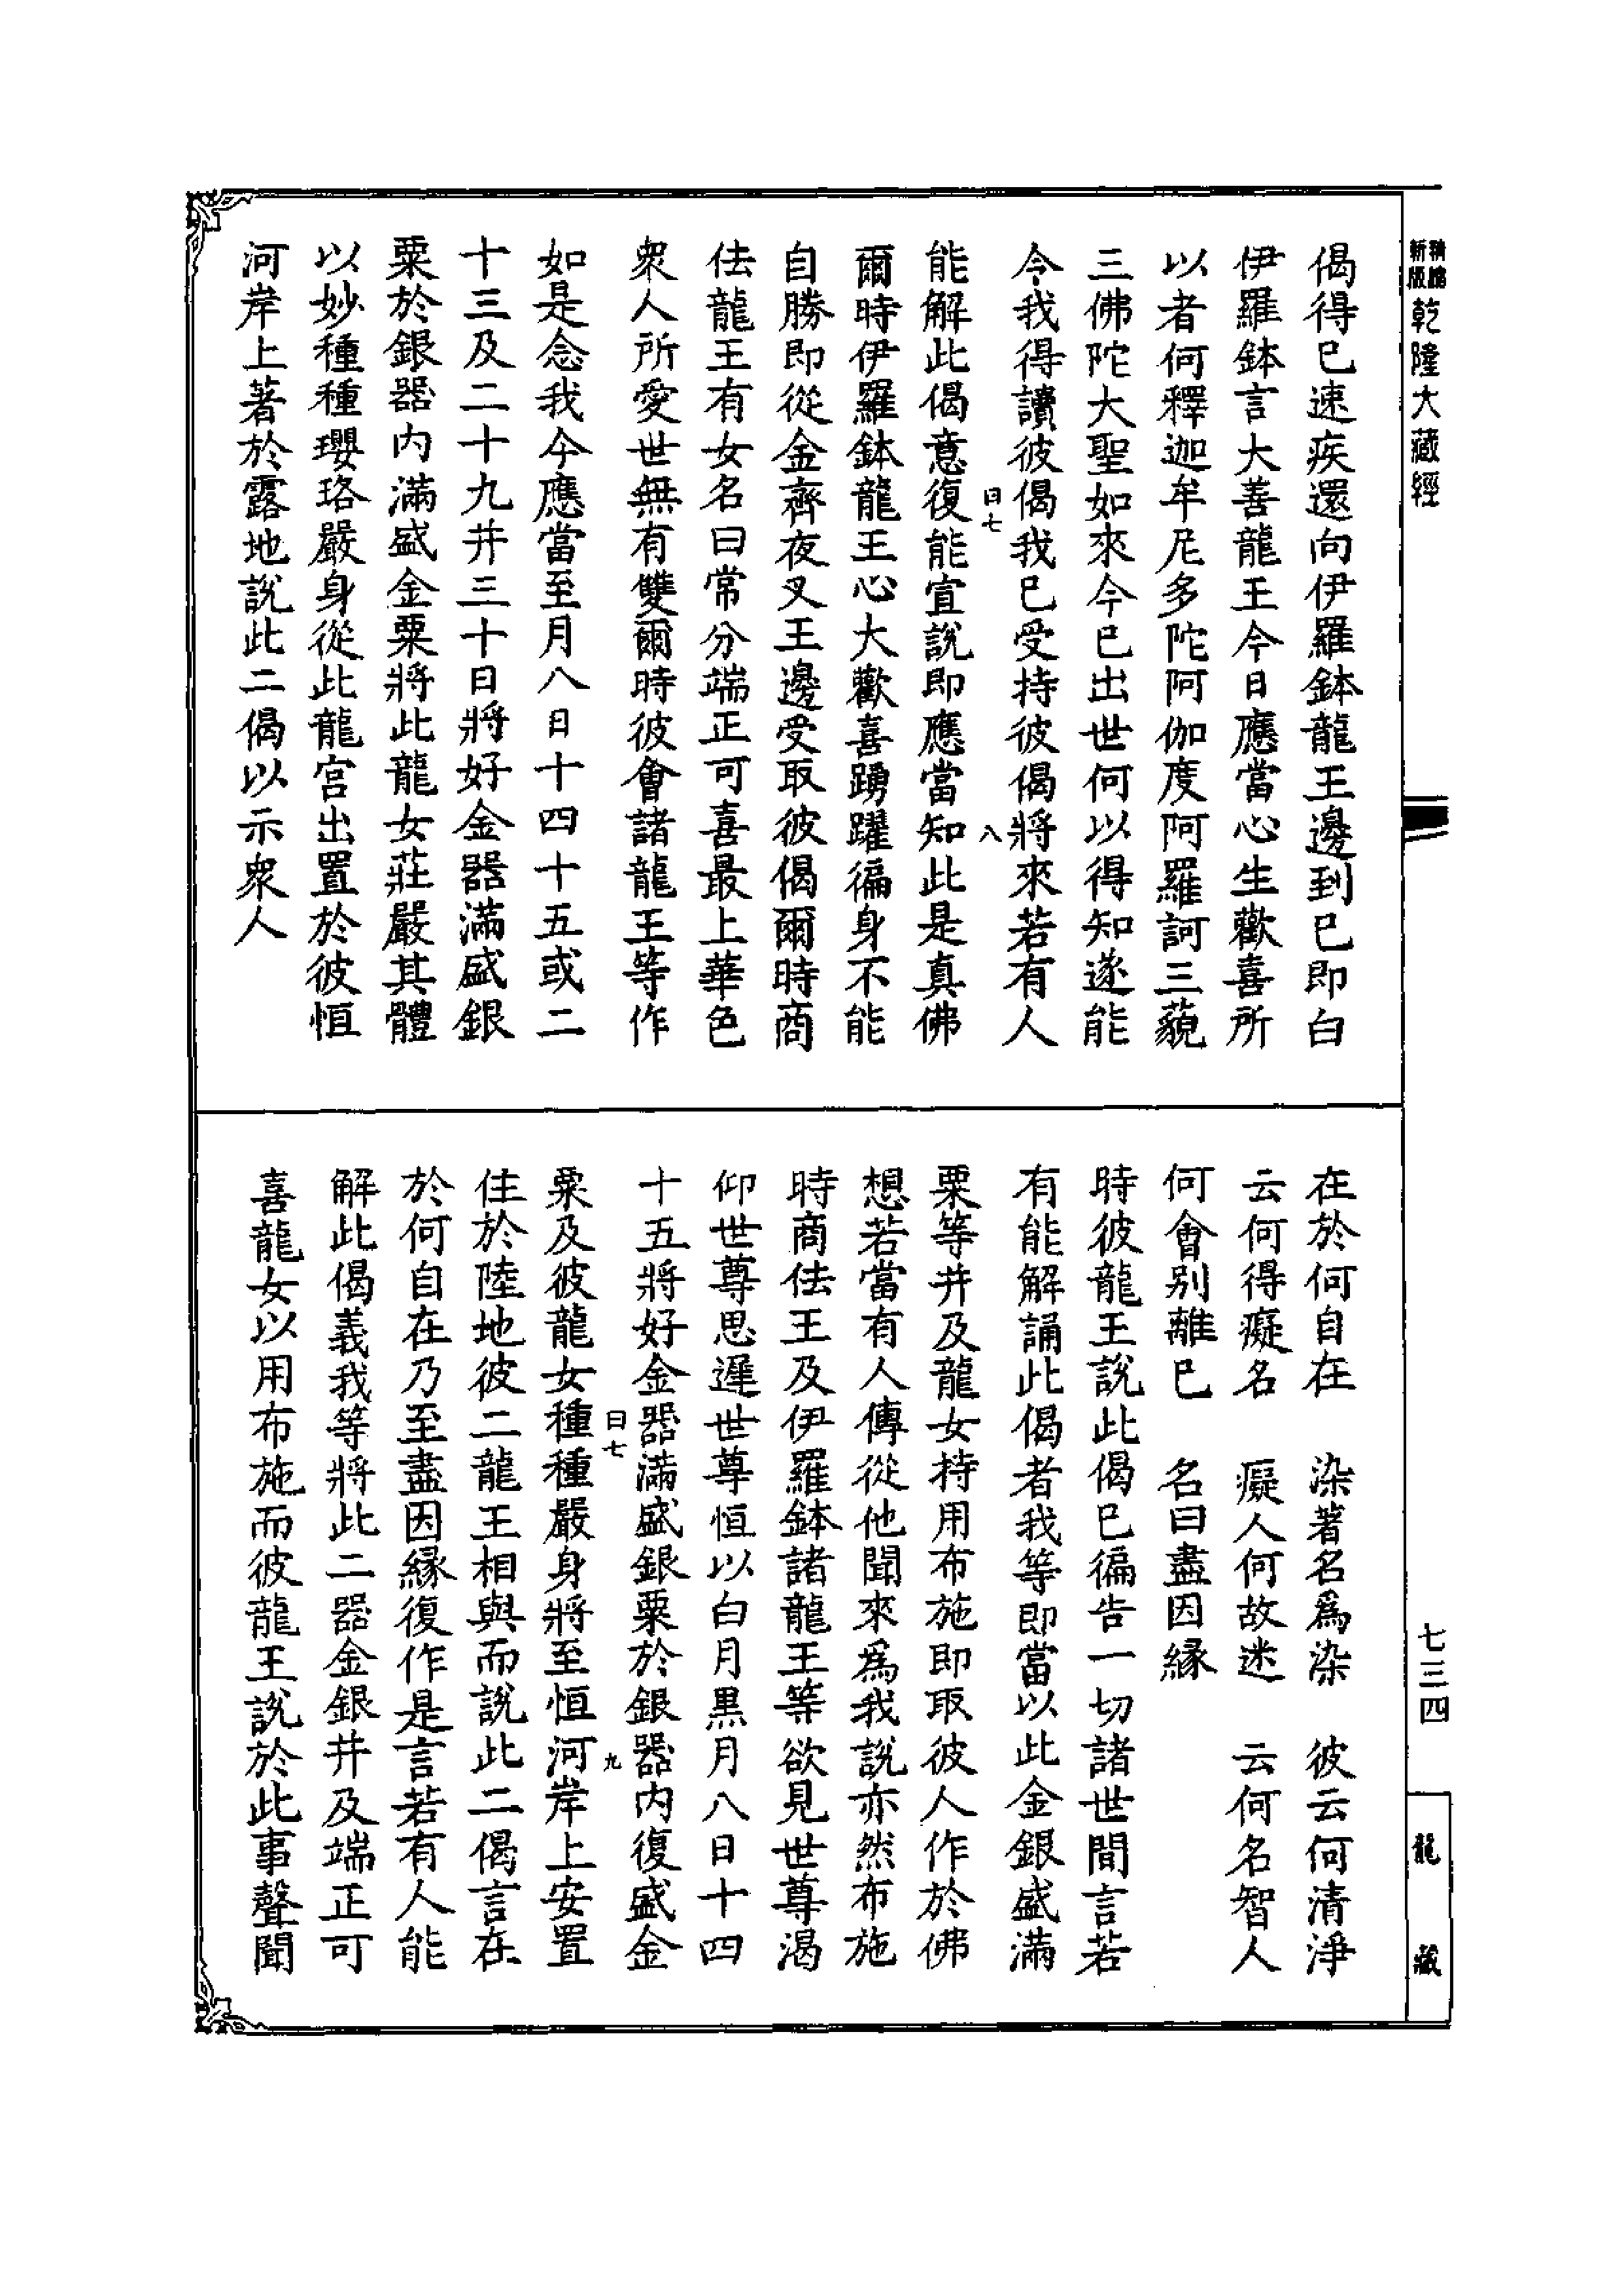 精編
新版
乾隆大藏經
七三四
龍藏
偈得已速疾還向伊羅鉢龍王邊到已即白
伊羅鉢言大善龍王今日應當心生歡喜所
以者何釋迦牟尼多陀阿伽度阿羅訶三藐
三佛陀大聖如來今已出世何以得知遂能
令我得讀彼偈我已受持彼偈將來若有人
曰七
八
能解此偈意復能宣說即應當知此是真佛
爾時伊羅鉢龍王心大歡喜踴躍徧身不能
自勝即從金齊夜叉王邊受取彼偈爾時商
佉龍王有女名曰常分端正可喜最上華色
衆人所愛世無有雙爾時彼會諸龍王等作
如是念我今應當至月八日十四十五或二
十三及二十九并三十日將好金器滿盛銀
粟於銀器内滿盛金粟將此龍女莊嚴其體
以妙種種瓔珞嚴身從此龍宮出置於彼恒
河岸上著於露地說此二偈以示衆人
在於何自在　染著名爲染　彼云何清淨
云何得癡名　癡人何故迷　云何名智人
何會别離已　名曰盡因縁
時彼龍王說此偈已徧告一切諸世間言若
有能解誦此偈者我等即當以此金銀盛滿
粟等并及龍女持用布施即取彼人作於佛
想若當有人傳從他聞來爲我說亦然布施
時商佉王及伊羅鉢諸龍王等欲見世尊渴
仰世尊思遲世尊恒以白月黒月八日十四
十五將好金器滿盛銀粟於銀器内復盛金
曰七
九
粟及彼龍女種種嚴身將至恒河岸上安置
住於陸地彼二龍王相與而說此二偈言在
於何自在乃至盡因縁復作是言若有人能
解此偈義我等將此二器金銀并及端正可
喜龍女以用布施而彼龍王說於此事聲聞